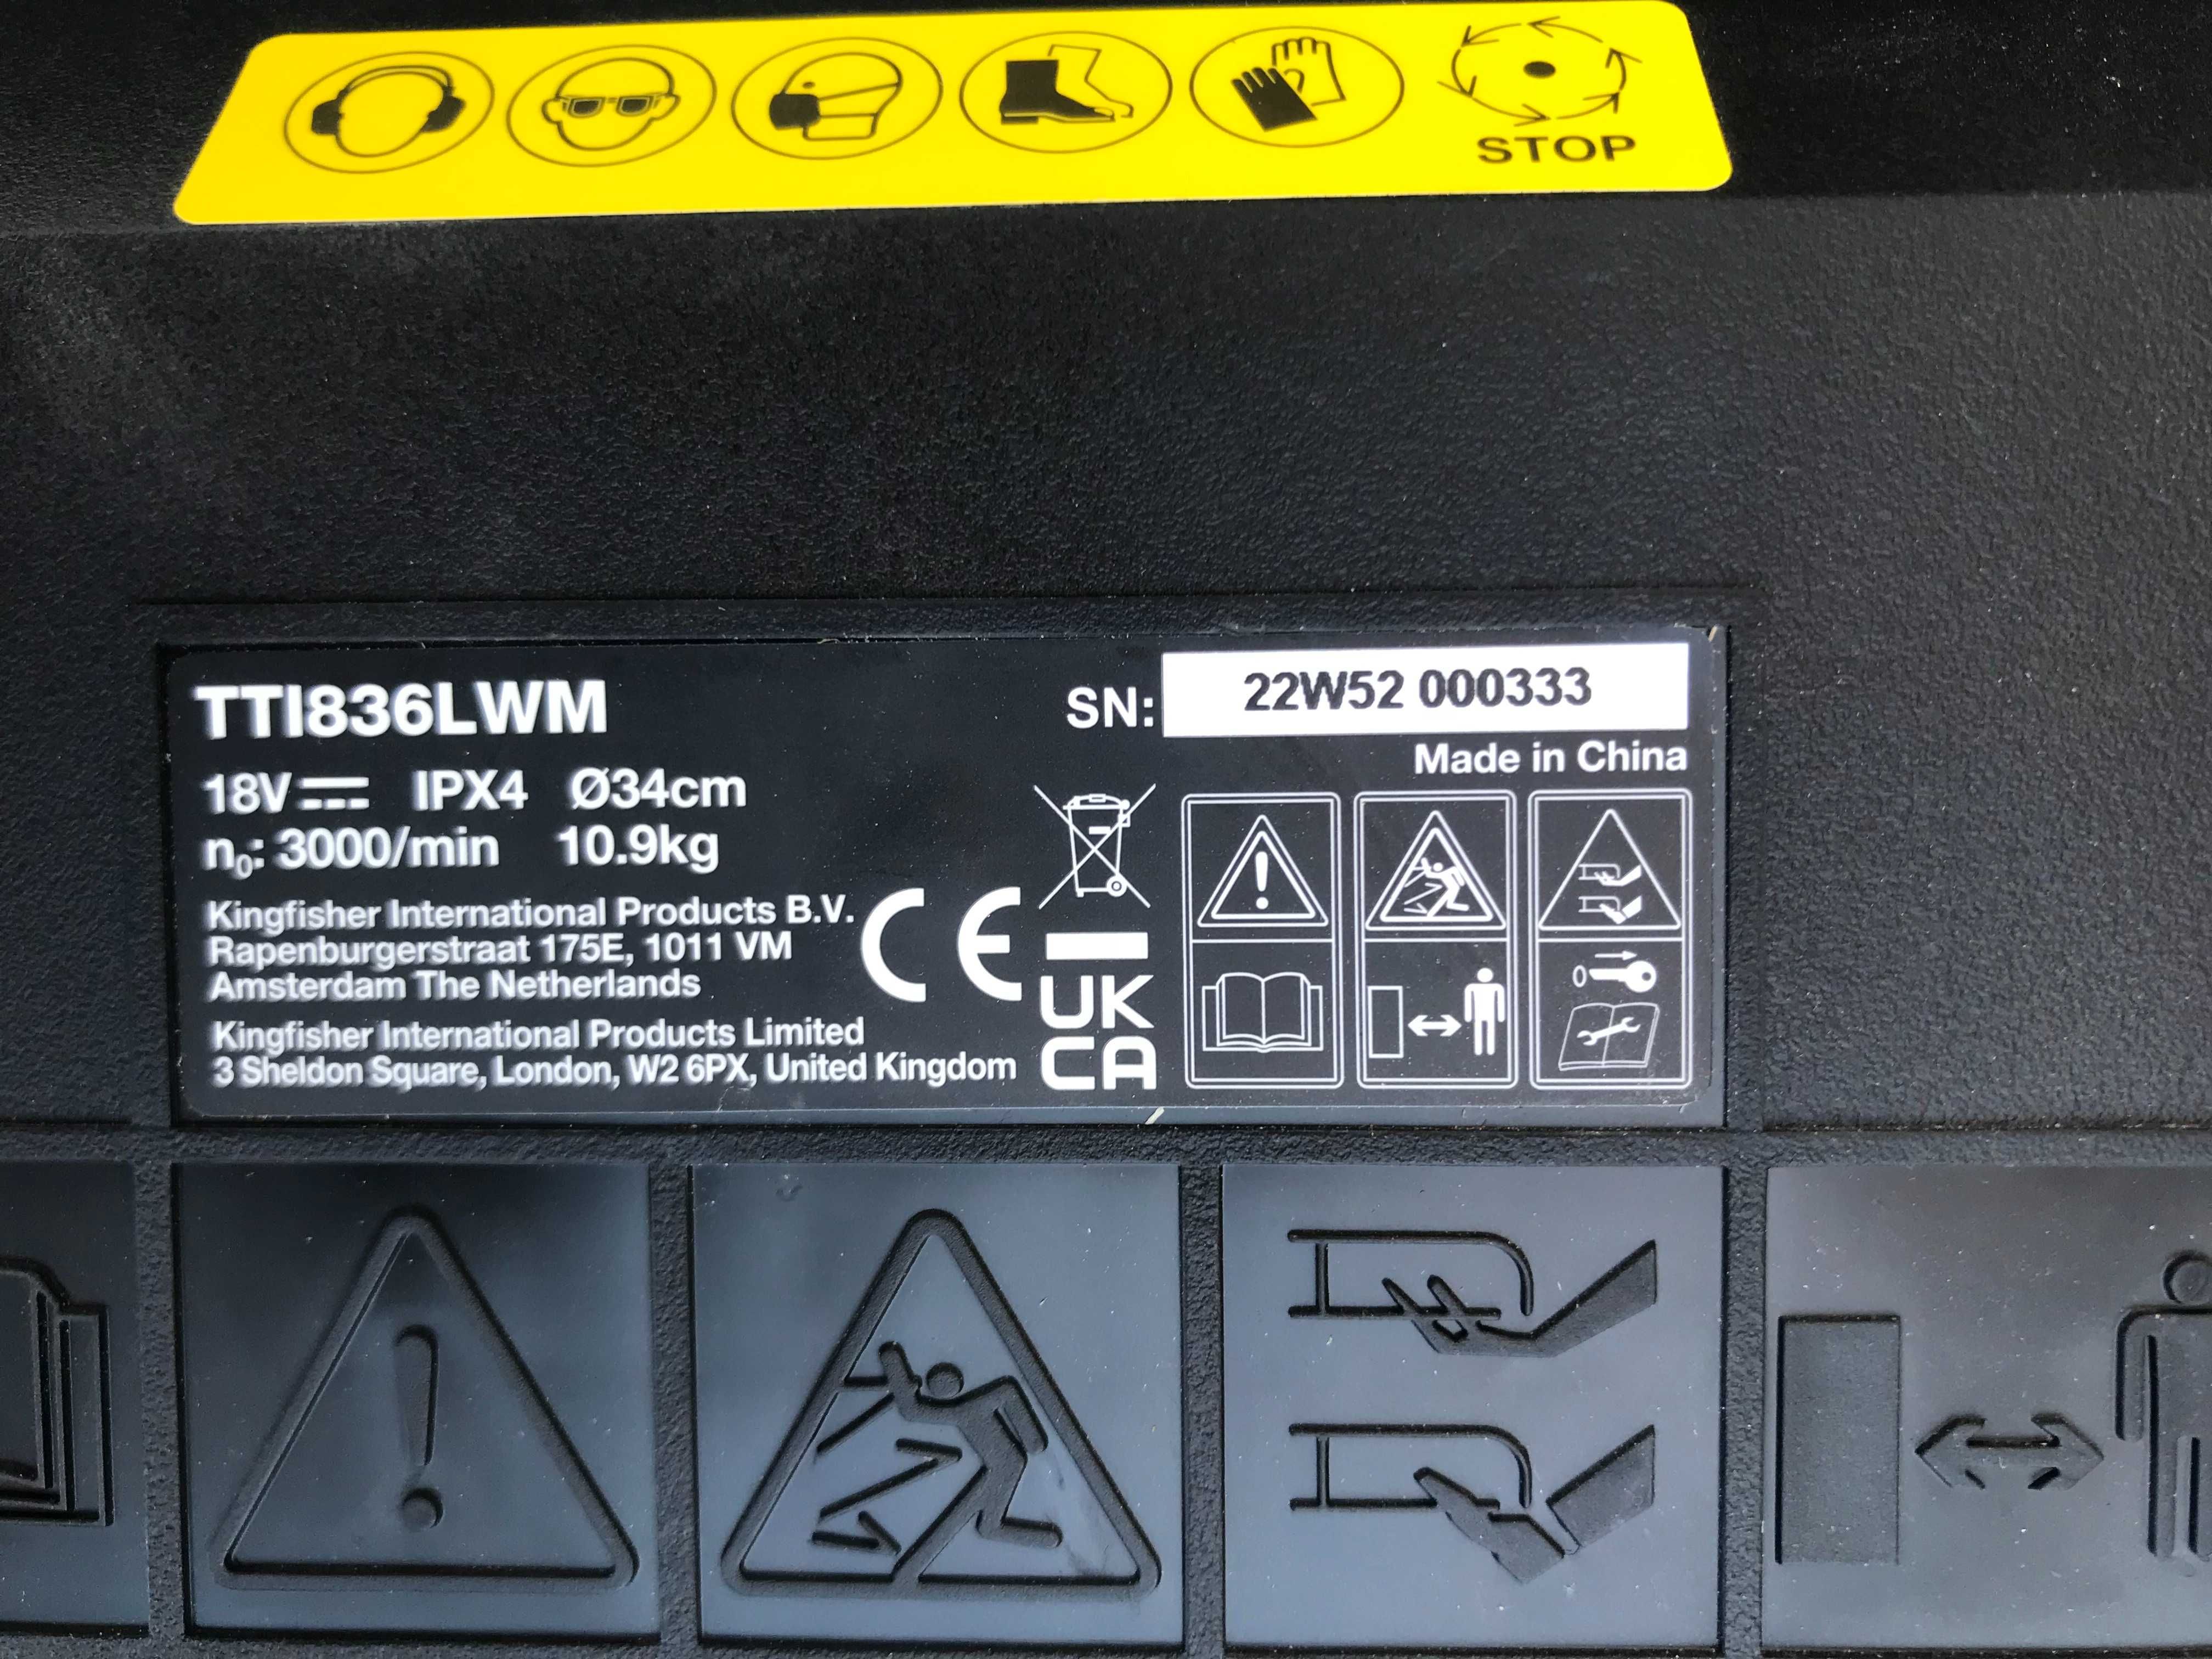 STOP
TTI836LWM
SN: 22W52 000333
Made in China
18V IPX4 Ø34cm
n₀: 3000/min 10.9kg
Kingfisher International Products B.V.
Rapenburgerstraat 175E, 1011 VM
Amsterdam The Netherlands
CE
UK
CA
Kingfisher International Products Limited
3 Sheldon Square, London, W2 6PX, United Kingdom